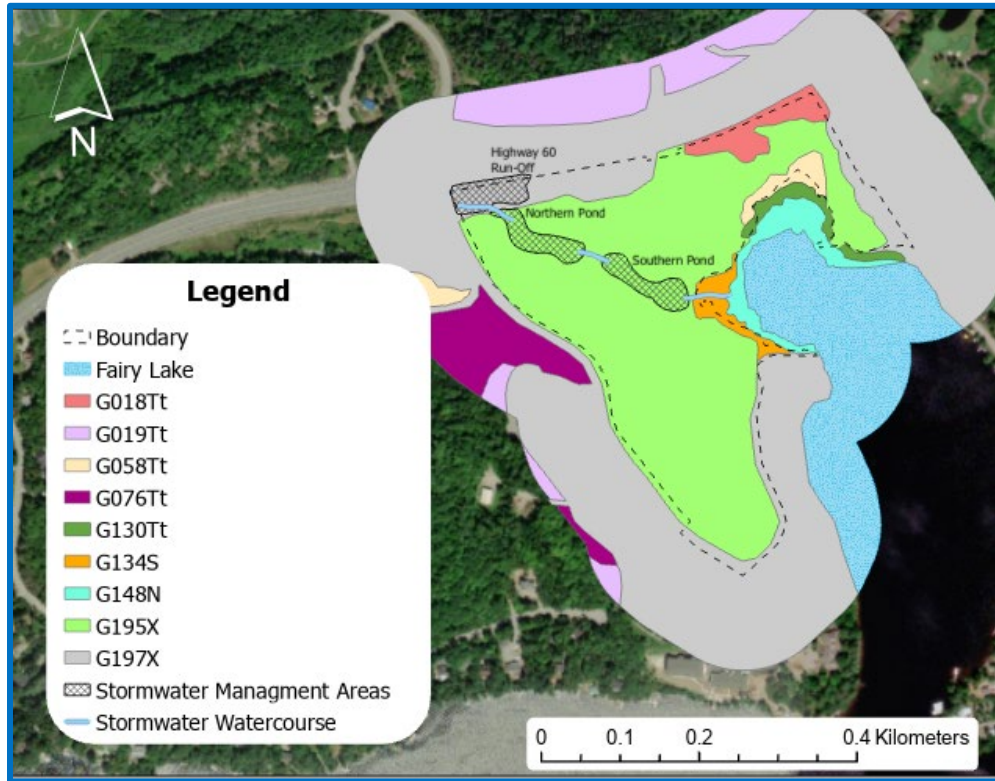 N
Highway 60
Run-Off
Northern Pond
Southern Pond
Legend
Boundary
Fairy Lake
G018Tt
G019Tt
G058Tt
G076Tt
G130Tt
G134S
G148N
G195X
G197X
Stormwater Managment Areas
Stormwater Watercourse
0 0.1 0.2 0.4 Kilometers